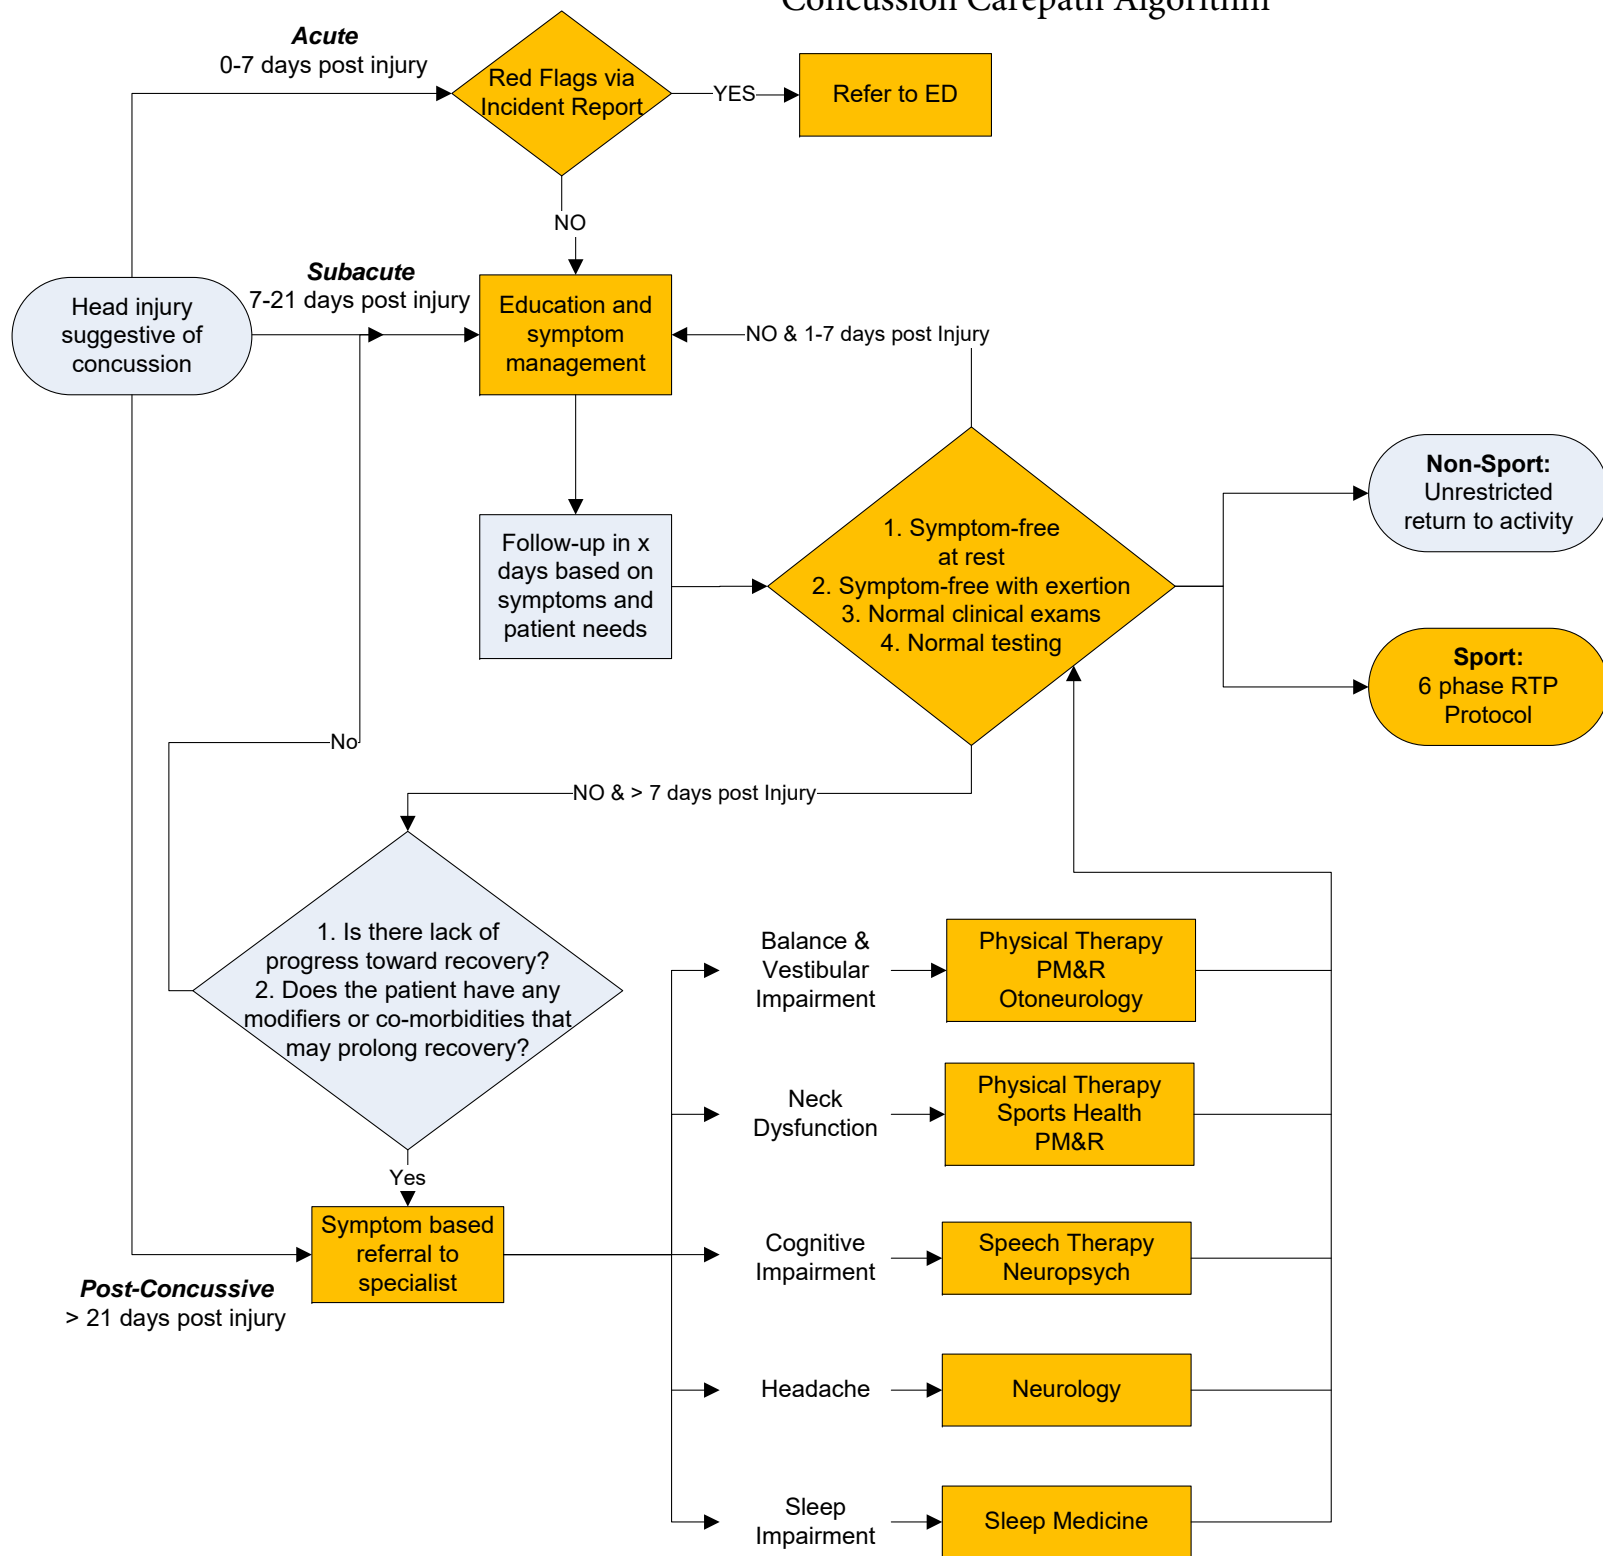 Concussion Carepath Algorithm
Acute
0-7 days post injury
Red Flags via
Incident Report
YES
Refer to ED
NO
Subacute
7-21 days post injury
Head injury
suggestive of
concussion
Education and
symptom
management
NO & 1-7 days post Injury
Follow-up in x
days based on
symptoms and
patient needs
1. Symptom-free
at rest
2. Symptom-free with exertion
3. Normal clinical exams
4. Normal testing
Non-Sport:
Unrestricted
return to activity
Sport:
6 phase RTP
Protocol
No
NO & > 7 days post Injury
1. Is there lack of
progress toward recovery?
2. Does the patient have any
modifiers or co-morbidities that
may prolong recovery?
Yes
Symptom based
referral to
specialist
Post-Concussive
> 21 days post injury
Balance &
Vestibular
Impairment
Physical Therapy
PM&R
Otoneurology
Neck
Dysfunction
Physical Therapy
Sports Health
PM&R
Cognitive
Impairment
Speech Therapy
Neuropsych
Headache
Neurology
Sleep
Impairment
Sleep Medicine